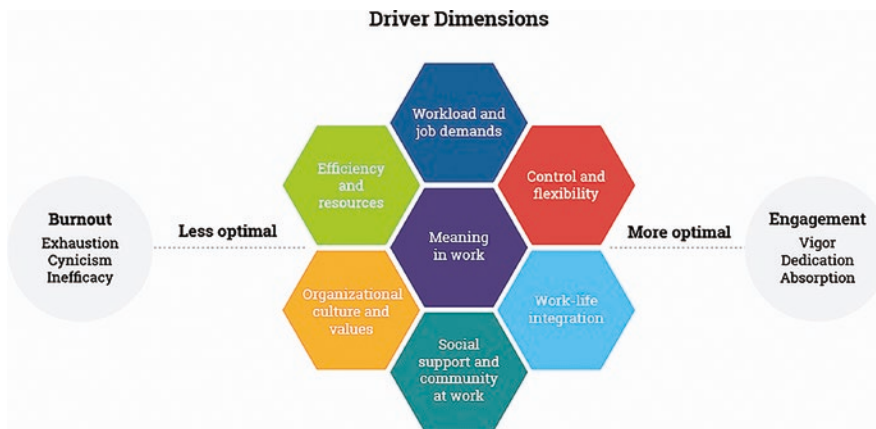 Driver Dimensions
Workload and
job demands
Efficiency
and
resources
Control and
flexibility
Burnout
Exhaustion
Cynicism
Inefficacy
Less optimal
Meaning
in work
More optimal
Engagement
Vigor
Dedication
Absorption
Organizational
culture and
values
Work-life
integration
Social
support and
community
at work